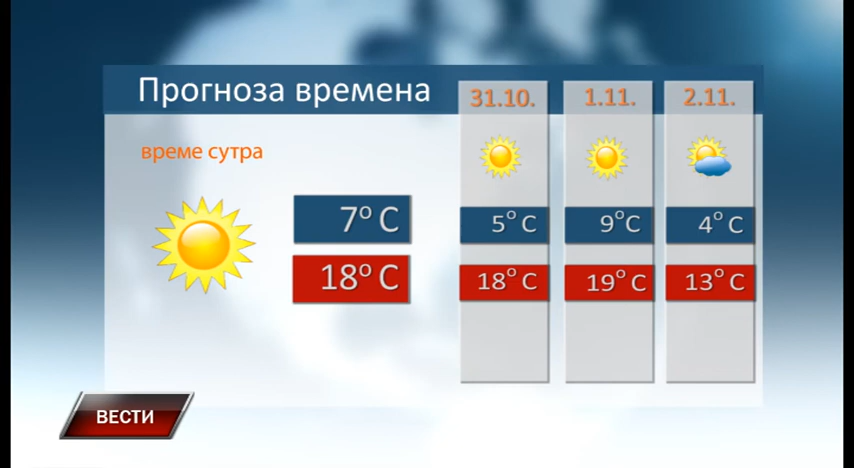 Прогноза времена
31.10.
1.11.
2.11.
време сутра
7° C
18° C
5° C
9°C
4° C
18° C
19° C
13° C
ВЕСТИ